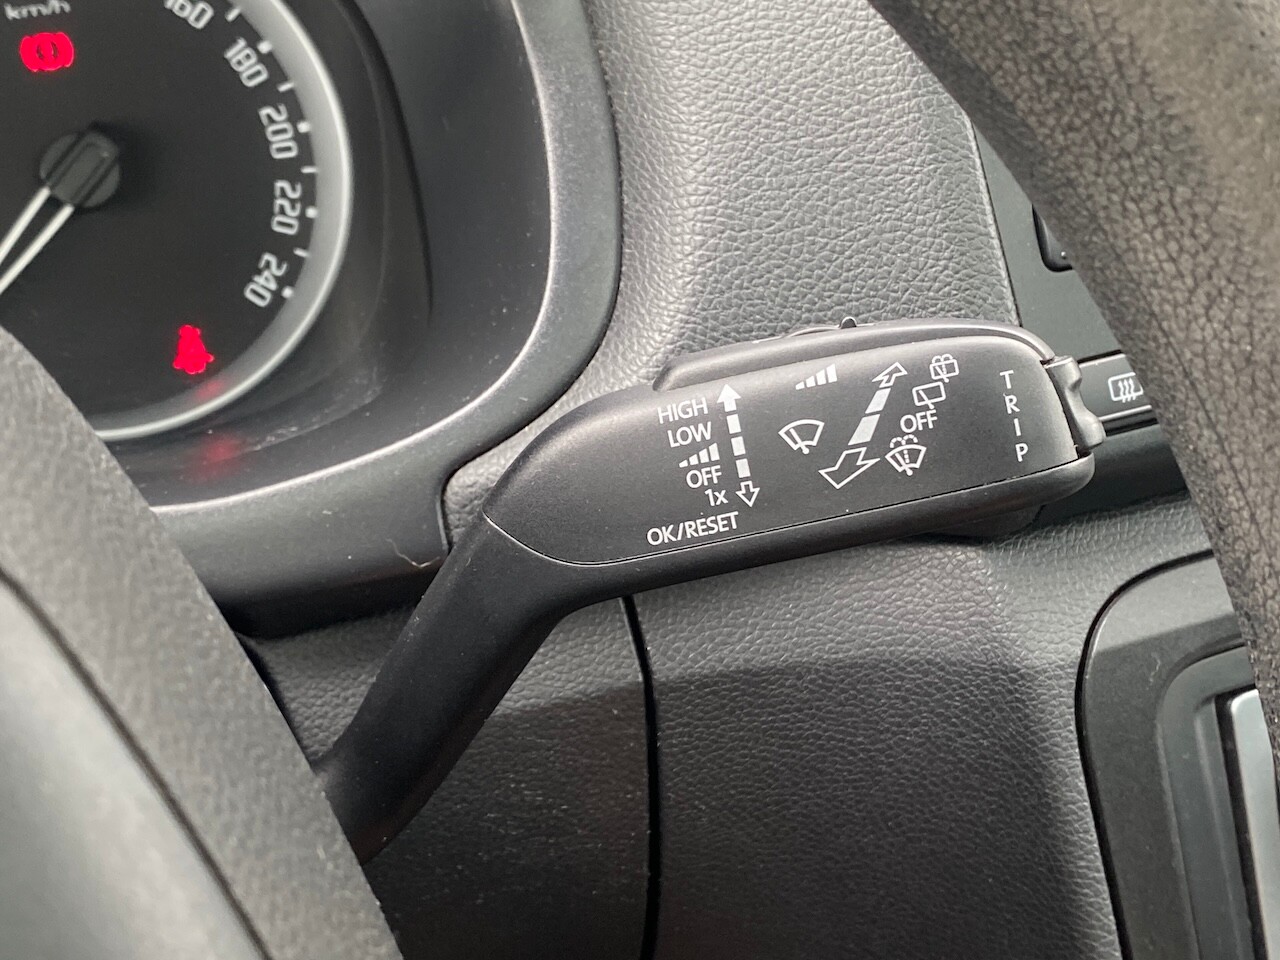 km/h
160
180
200
220
240
HIGH
LOW
OFF
1x
OK/RESET
OFF
TRIP